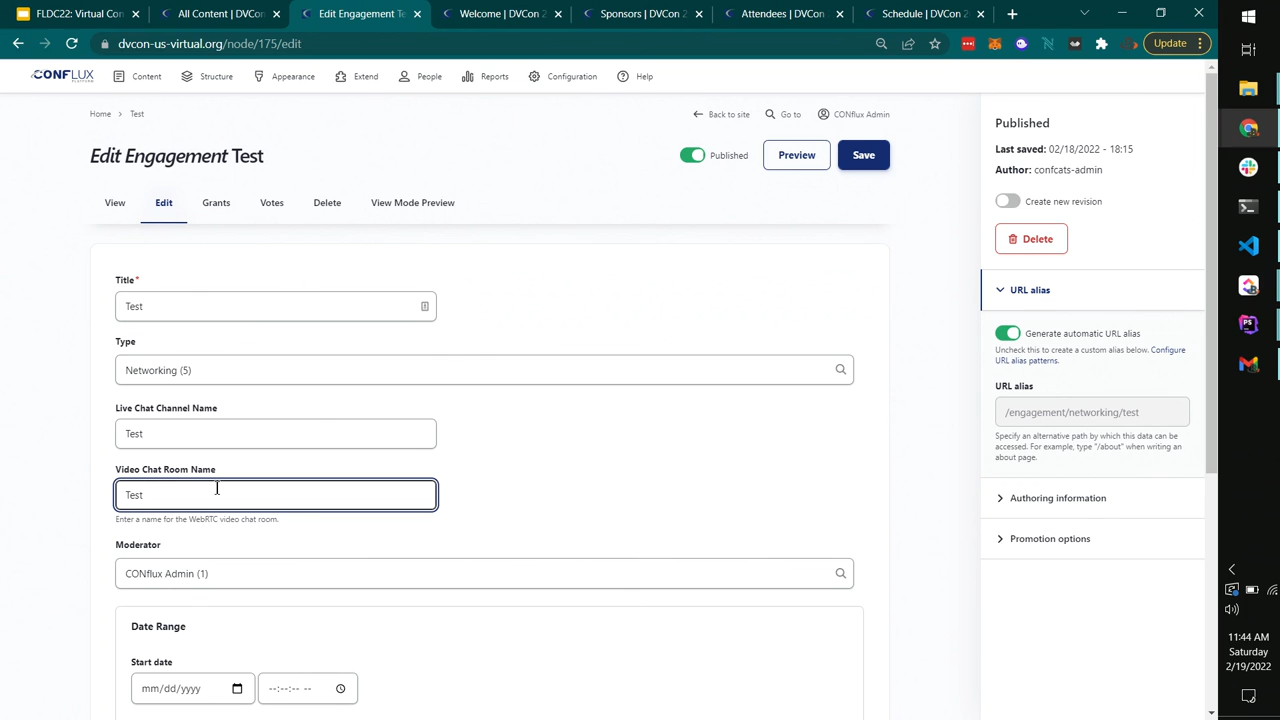 FLDC22: Virtual Con
All Content | DVCon
Edit Engagement Te
Welcome | DVCon 2
Sponsors | DVCon 2
Attendees | DVCon
Schedule | DVCon 2
dvcon-us-virtual.org/node/175/edit
Update
CONFLUX
PLATFORM
Content
Structure
Appearance
Extend
People
Reports
Configuration
Help
Home
Test
Back to site
Go to
CONflux Admin
Edit Engagement Test
Published
Preview
Save
View
Edit
Grants
Votes
Delete
View Mode Preview
Title*
Test
Type
Networking (5)
Live Chat Channel Name
Test
Video Chat Room Name
Test
Enter a name for the WebRTC video chat room.
Moderator
CONflux Admin (1)
Date Range
Start date
mm/dd/yyyy
--:--:-- --
Published
Last saved: 02/18/2022 - 18:15
Author: confcats-admin
Create new revision
Delete
URL alias
Generate automatic URL alias
Uncheck this to create a custom alias below. Configure
URL alias patterns.
URL alias
/engagement/networking/test
Specify an alternative path by which this data can be
accessed. For example, type "/about" when writing an
about page.
Authoring information
Promotion options
PS
11:44 AM
Saturday
2/19/2022